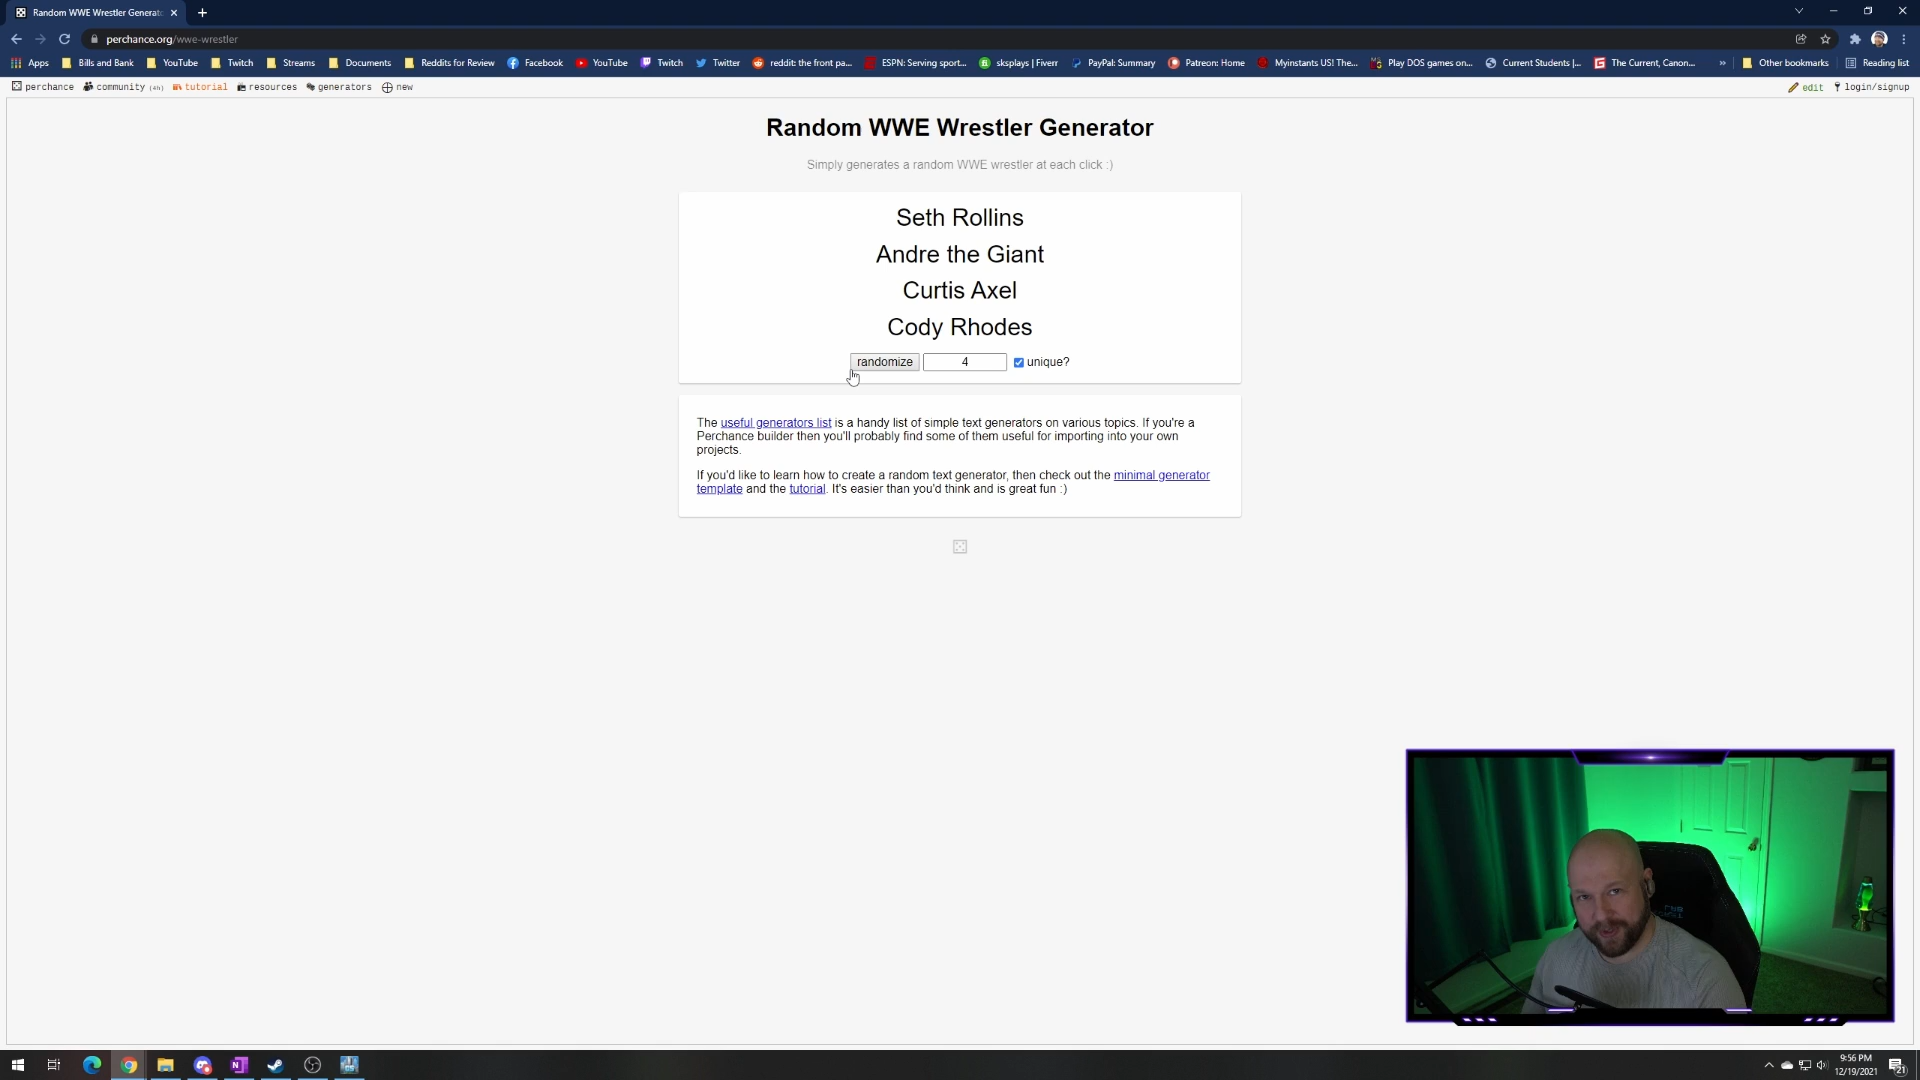 Random WWE Wrestler Generato
perchance.org/wwe-wrestler
Apps Bills and Bank YouTube Twitch Streams Documents Reddits for Review Facebook YouTube Twitch Twitter reddit: the front pa... ESPN: Serving sport... sksplays | Fiverr PayPal: Summary Patreon: Home Myinstants US! The... Play DOS games on... Current Students |... The Current, Canon... » Other bookmarks Reading list
perchance community (4h) tutorial resources generators new edit login/signup
Random WWE Wrestler Generator
Simply generates a random WWE wrestler at each click :)
Seth Rollins
Andre the Giant
Curtis Axel
Cody Rhodes
randomize 4 unique?
The useful generators list is a handy list of simple text generators on various topics. If you're a
Perchance builder then you'll probably find some of them useful for importing into your own
projects.
If you'd like to learn how to create a random text generator, then check out the minimal generator
template and the tutorial. It's easier than you'd think and is great fun :)
9:56 PM
12/19/2021
21